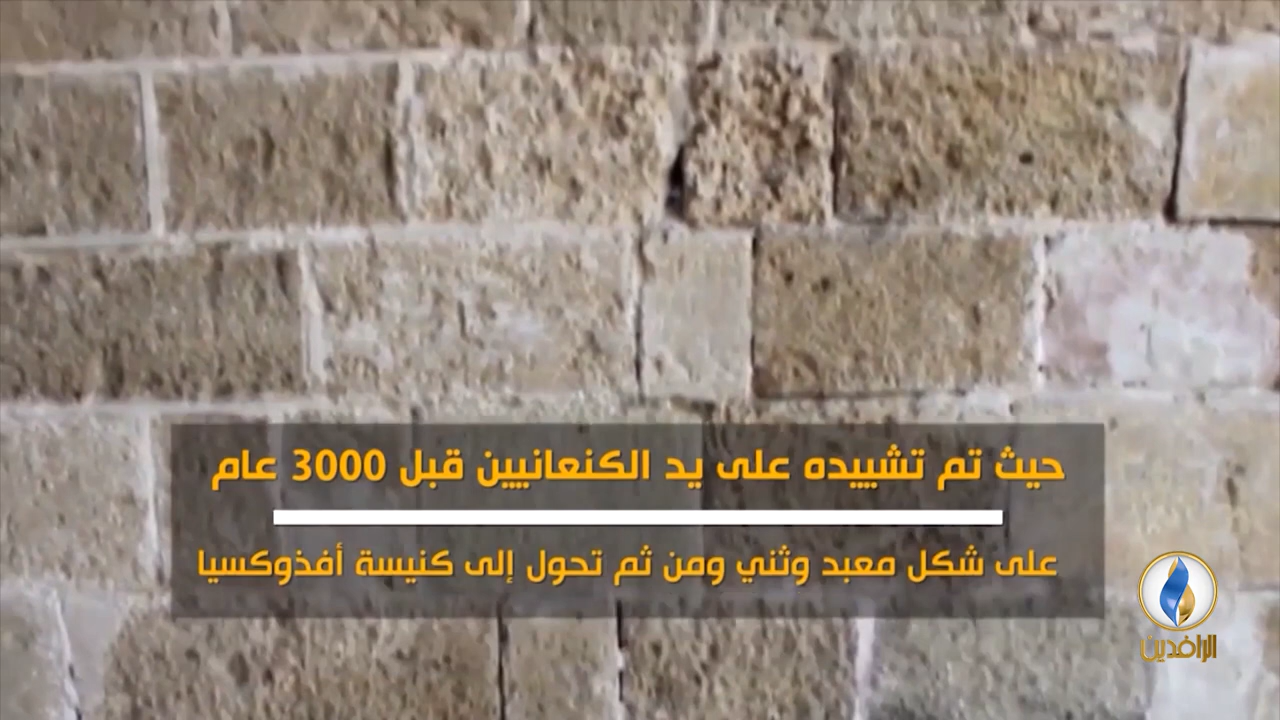 حيث تم تشييده على يد الكنعانيين قبل 3000 عام
على شكل معبد وثني ومن ثم تحول إلى كنيسة أفذوكسيا
الرافدين